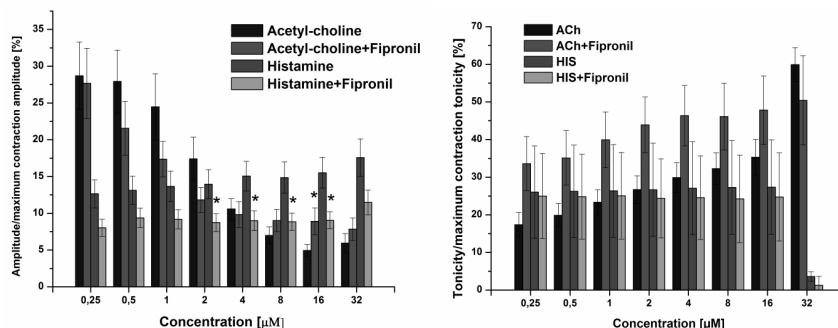 Amplitude/maximum contraction amplitude [%]
35
30
25
20
15
10
5
0
Acetyl-choline
Acetyl-choline+Fipronil
Histamine
Histamine+Fipronil
* * * * *
0,25 0,5 1 2 4 8 16 32
Concentration [µM]
Tonicity/maximum contraction tonicity [%]
70
60
50
40
30
20
10
0
ACh
ACh+Fipronil
HIS
HIS+Fipronil
0,25 0,5 1 2 4 8 16 32
Concentration [µM]